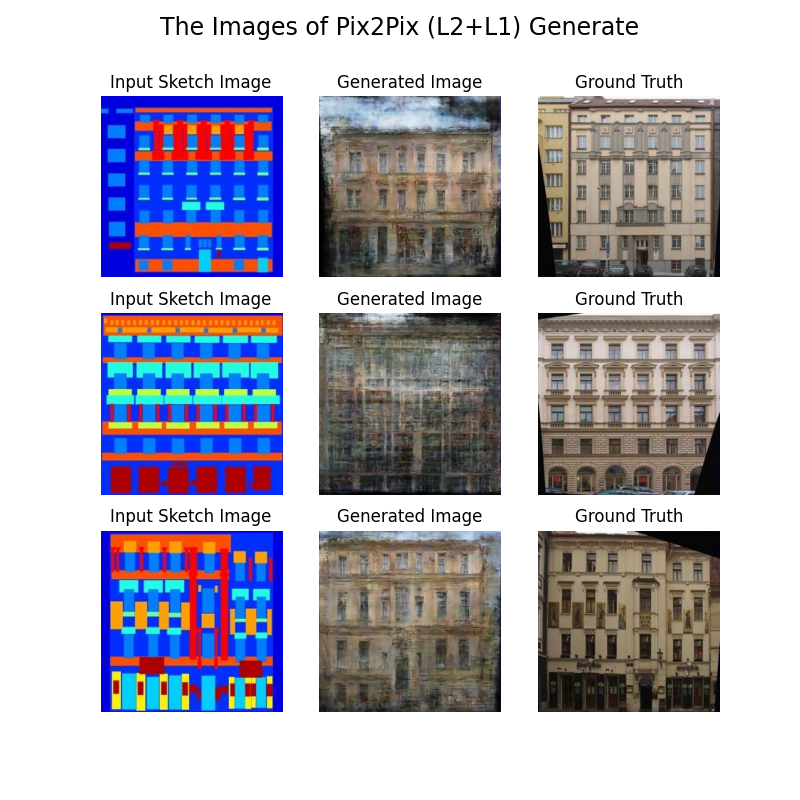 The Images of Pix2Pix (L2+L1) Generate
Input Sketch Image Generated Image Ground Truth
Input Sketch Image Generated Image Ground Truth
Input Sketch Image Generated Image Ground Truth